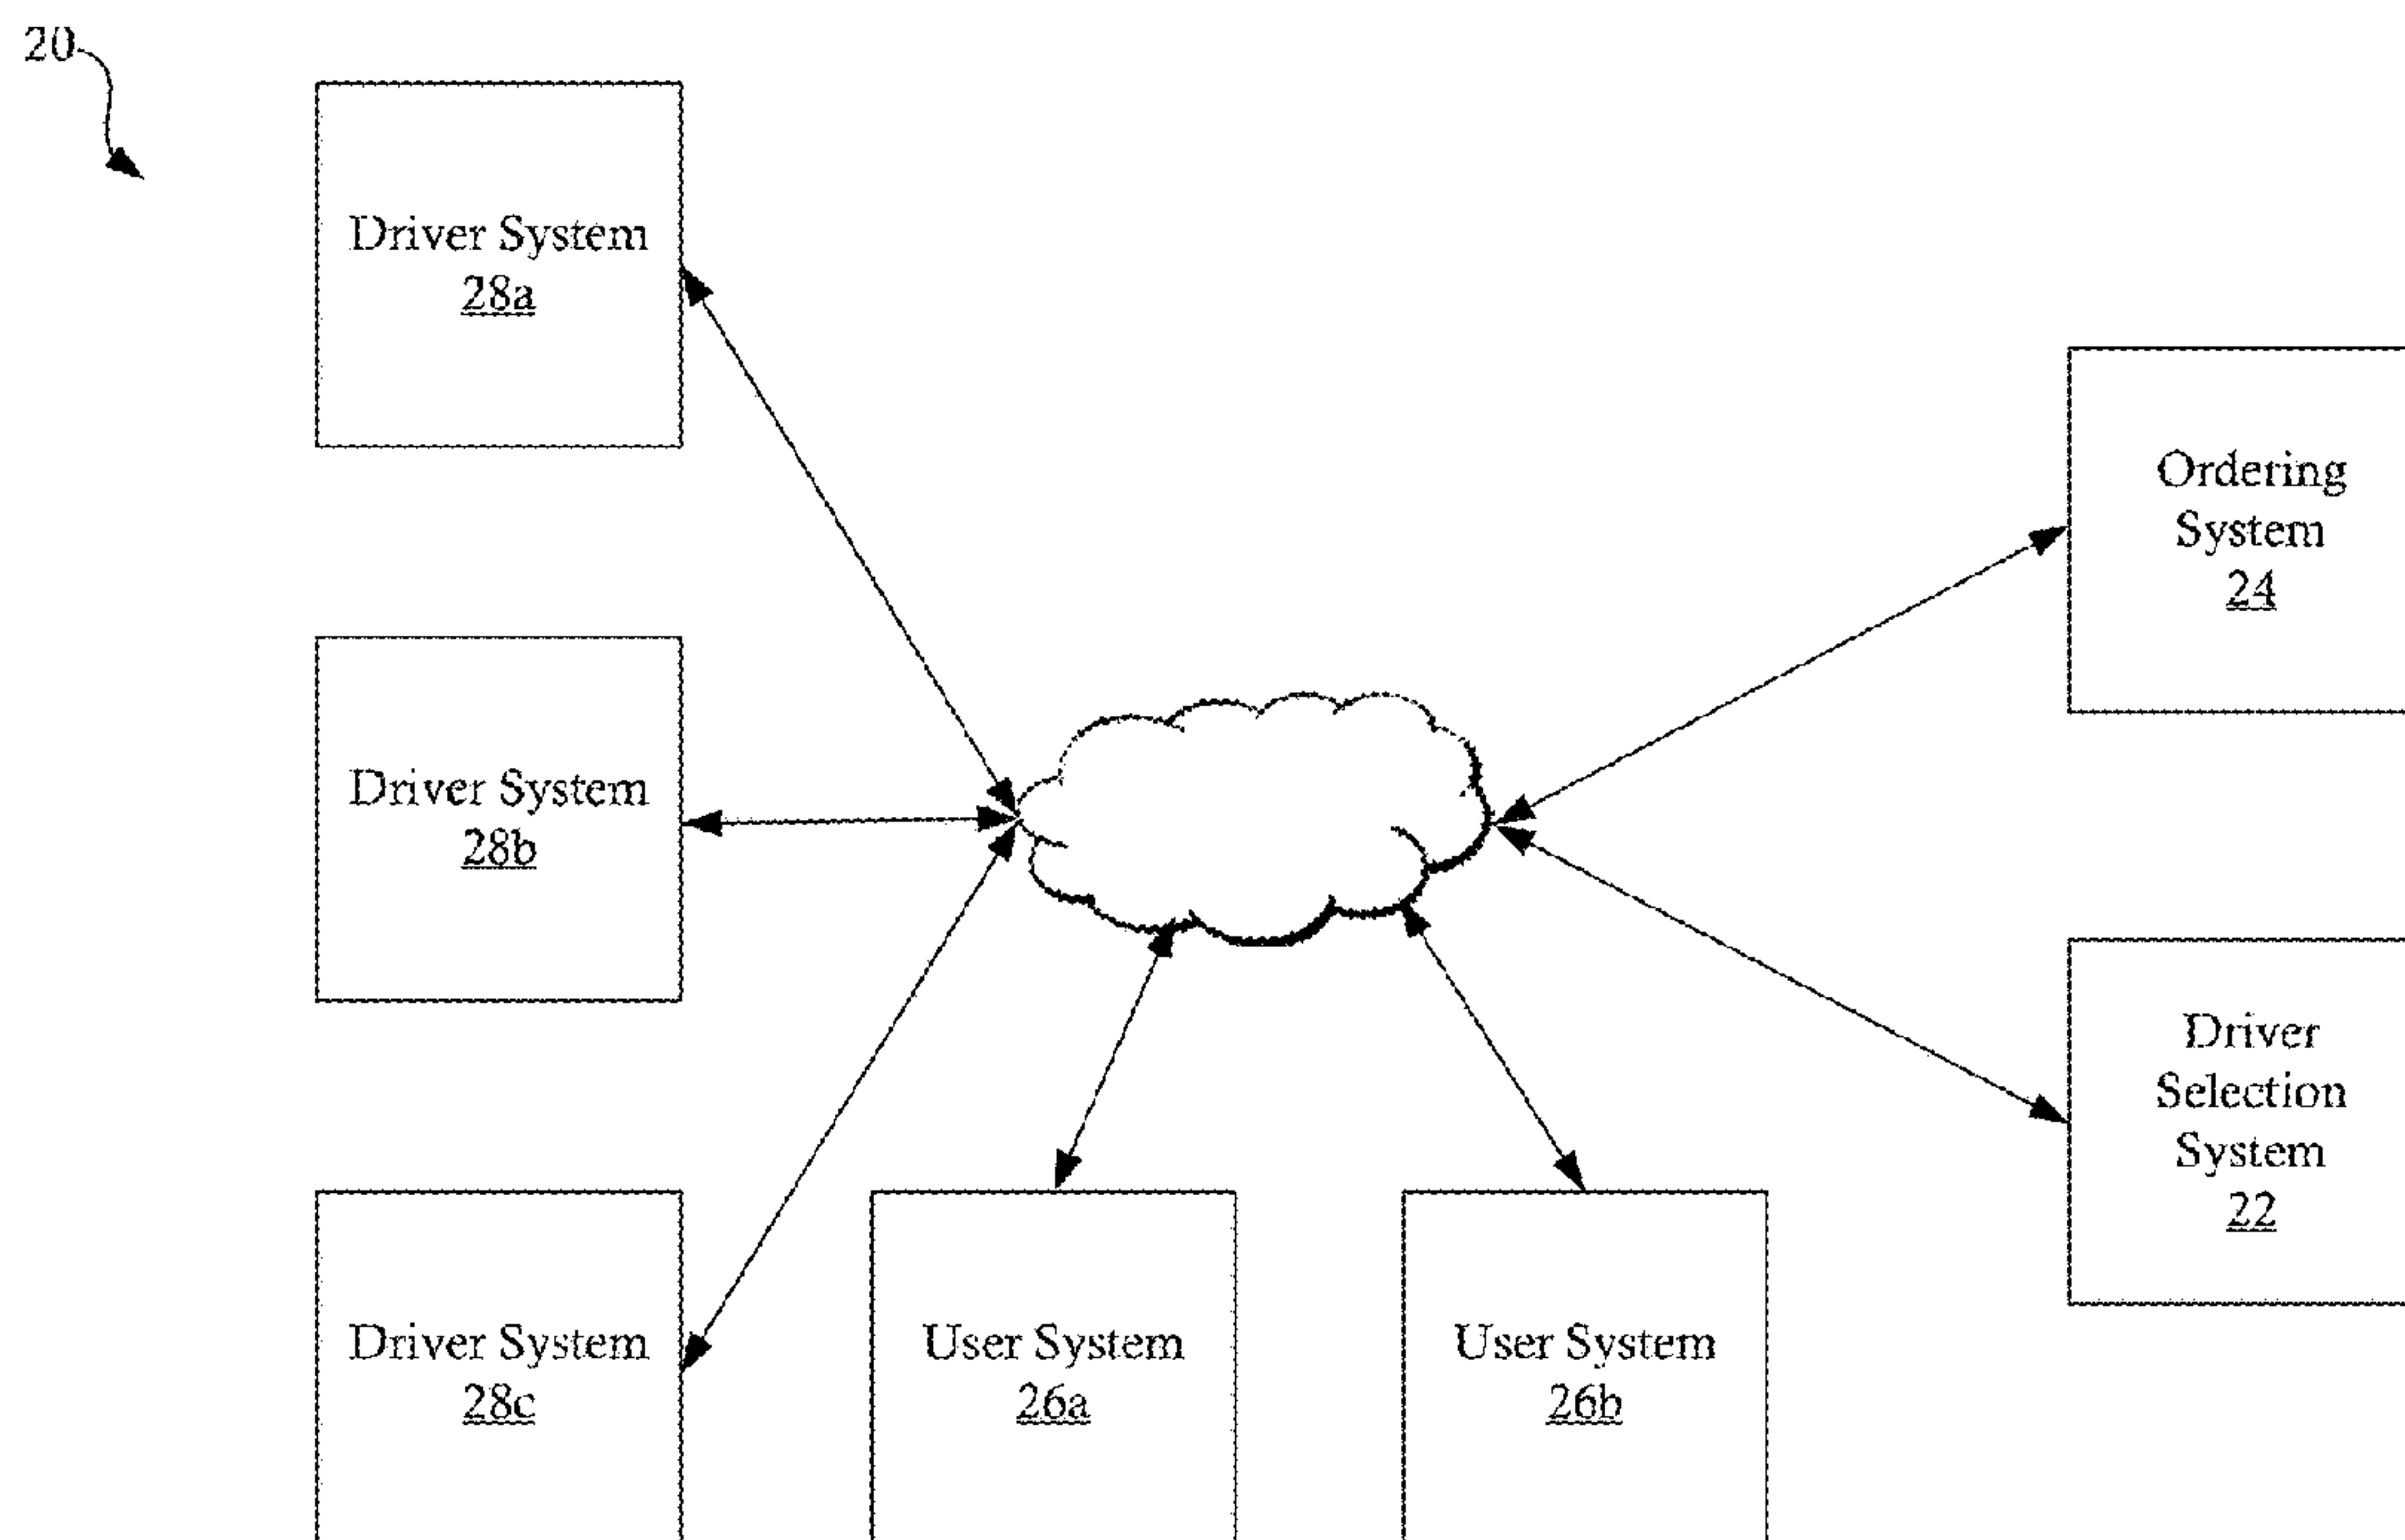 20
Driver System
28a
Ordering
System
24
Driver System
28b
Driver
Selection
System
22
Driver System
28c
User System
26a
User System
26b